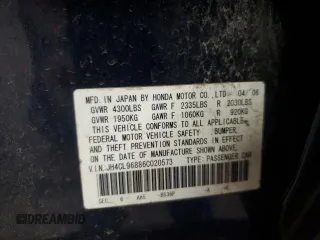 MFD. IN JAPAN BY HONDA MOTOR CO., LTD. 04/06
GVWR 4300LBS GAWR F 2335LBS R 2030LBS
GVWR 1950KG GAWR F 1060KG R 920KG
THIS VEHICLE CONFORMS TO ALL APPLICABLE
FEDERAL MOTOR VEHICLE SAFETY, BUMPER,
AND THEFT PREVENTION STANDARDS IN EFFECT
ON THE DATE OF MANUFACTURE SHOWN ABOVE.
V.I.N. JH4CL96886C020573 TYPE: PASSENGER CAR
DREAMBID.com